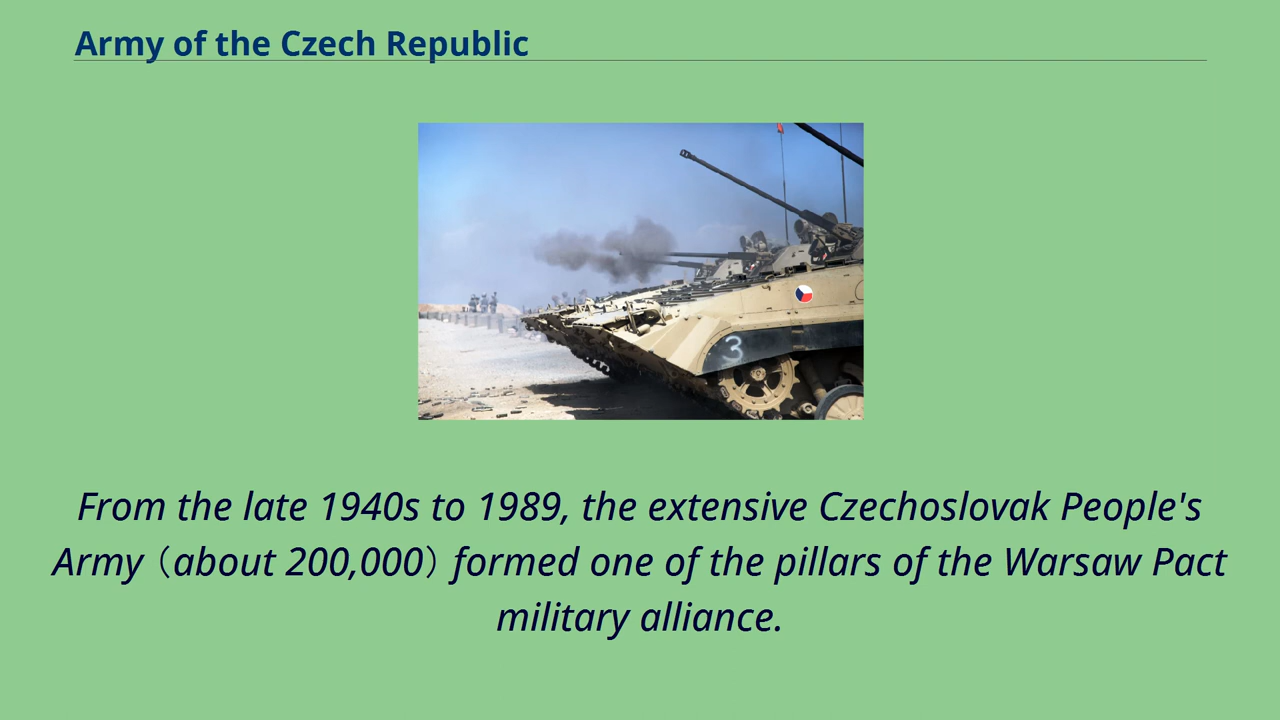 Army of the Czech Republic
3
From the late 1940s to 1989, the extensive Czechoslovak People's
Army（about 200,000）formed one of the pillars of the Warsaw Pact
military alliance.